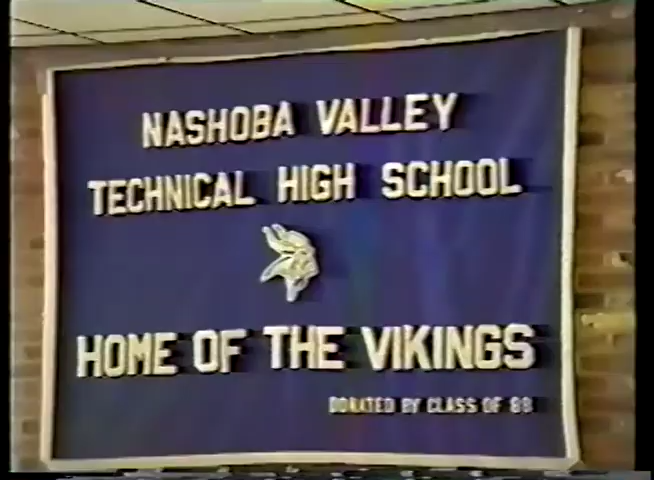 NASHOBA VALLEY
TECHNICAL HIGH SCHOOL
HOME OF THE VIKINGS
DONATED BY CLASS OF 88